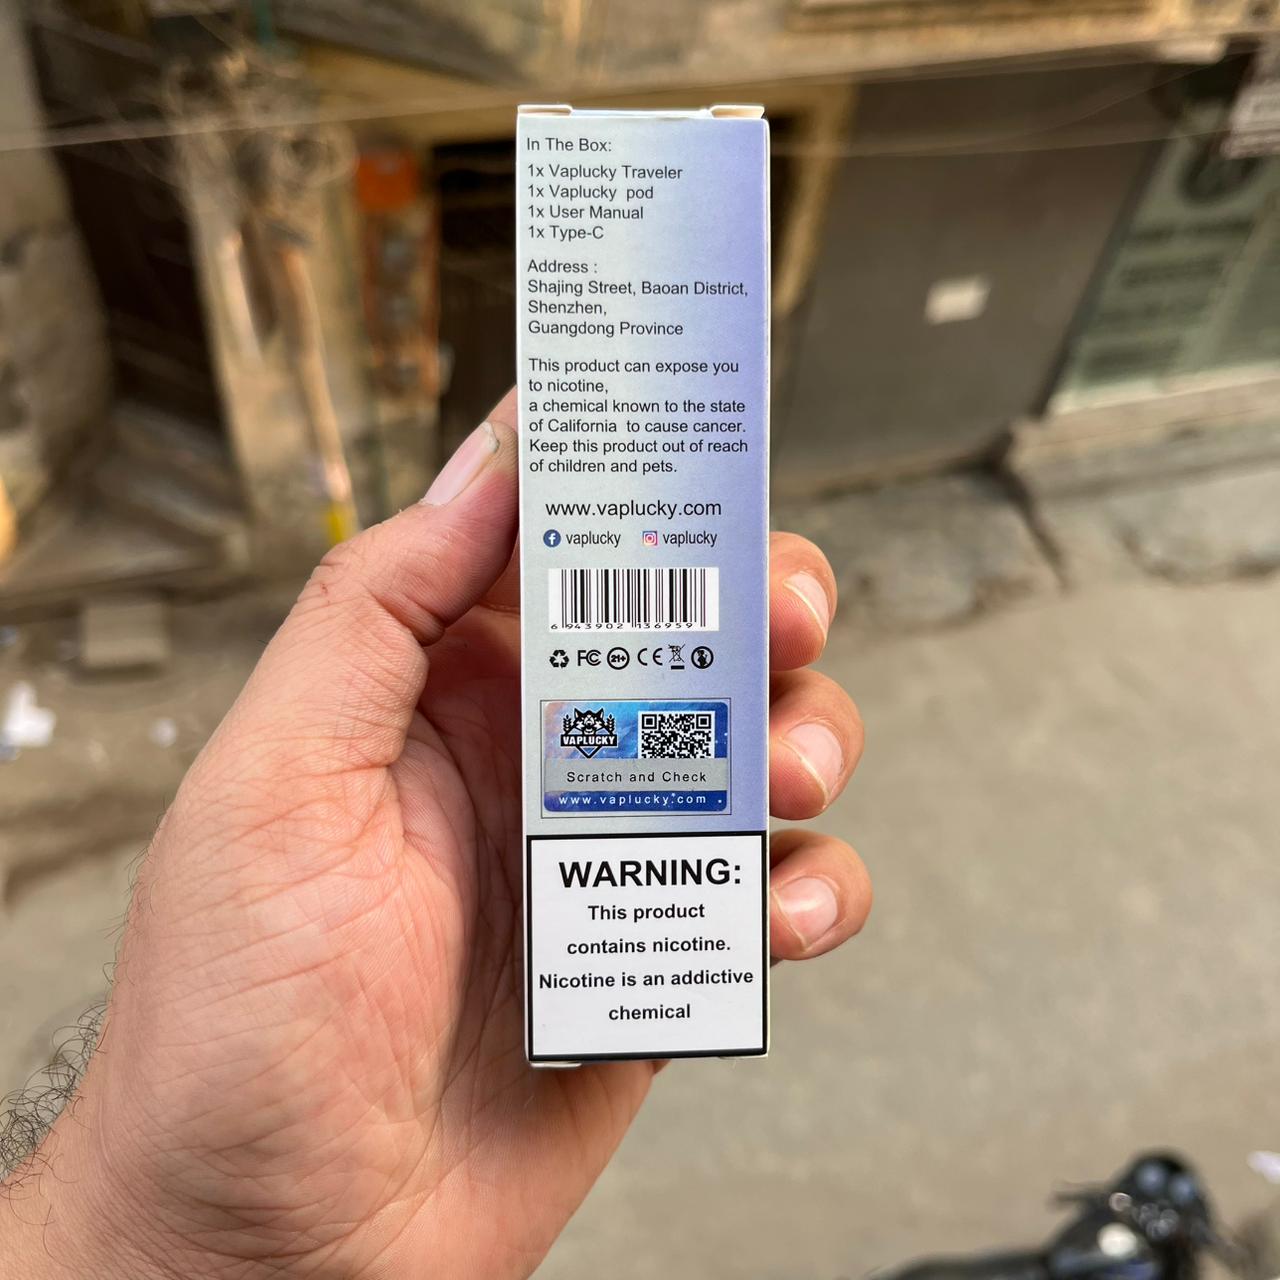 In The Box:
1x Vaplucky Traveler
1x Vaplucky pod
1x User Manual
1x Type-C
Address :
Shajing Street, Baoan District,
Shenzhen,
Guangdong Province
This product can expose you
to nicotine,
a chemical known to the state
of California to cause cancer.
Keep this product out of reach
of children and pets.
www.vaplucky.com
vaplucky vaplucky
6 943902 136959
FC 21+ CE
VAPLUCKY
Scratch and Check
www.vaplucky.com
WARNING:
This product
contains nicotine.
Nicotine is an addictive
chemical